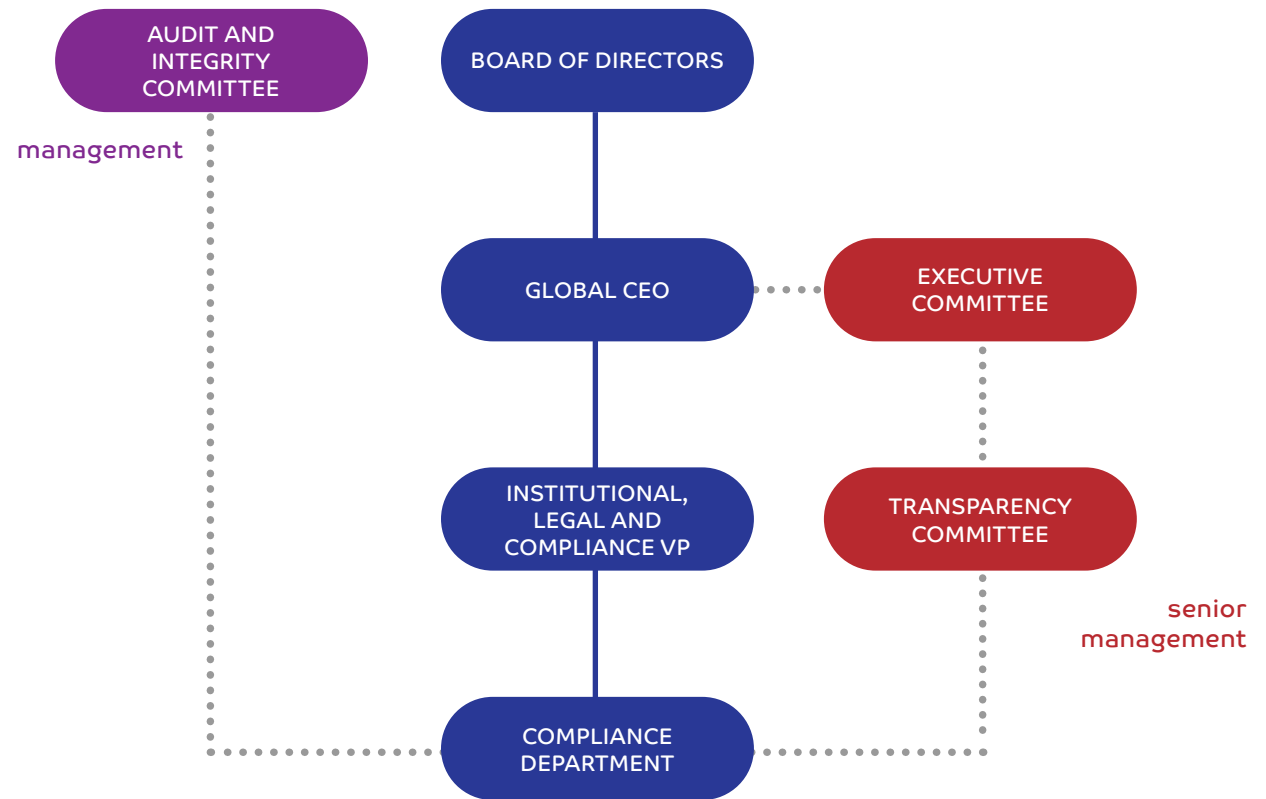 AUDIT AND
INTEGRITY
COMMITTEE
BOARD OF DIRECTORS
management
GLOBAL CEO
EXECUTIVE
COMMITTEE
INSTITUTIONAL,
LEGAL AND
COMPLIANCE VP
TRANSPARENCY
COMMITTEE
senior
management
COMPLIANCE
DEPARTMENT